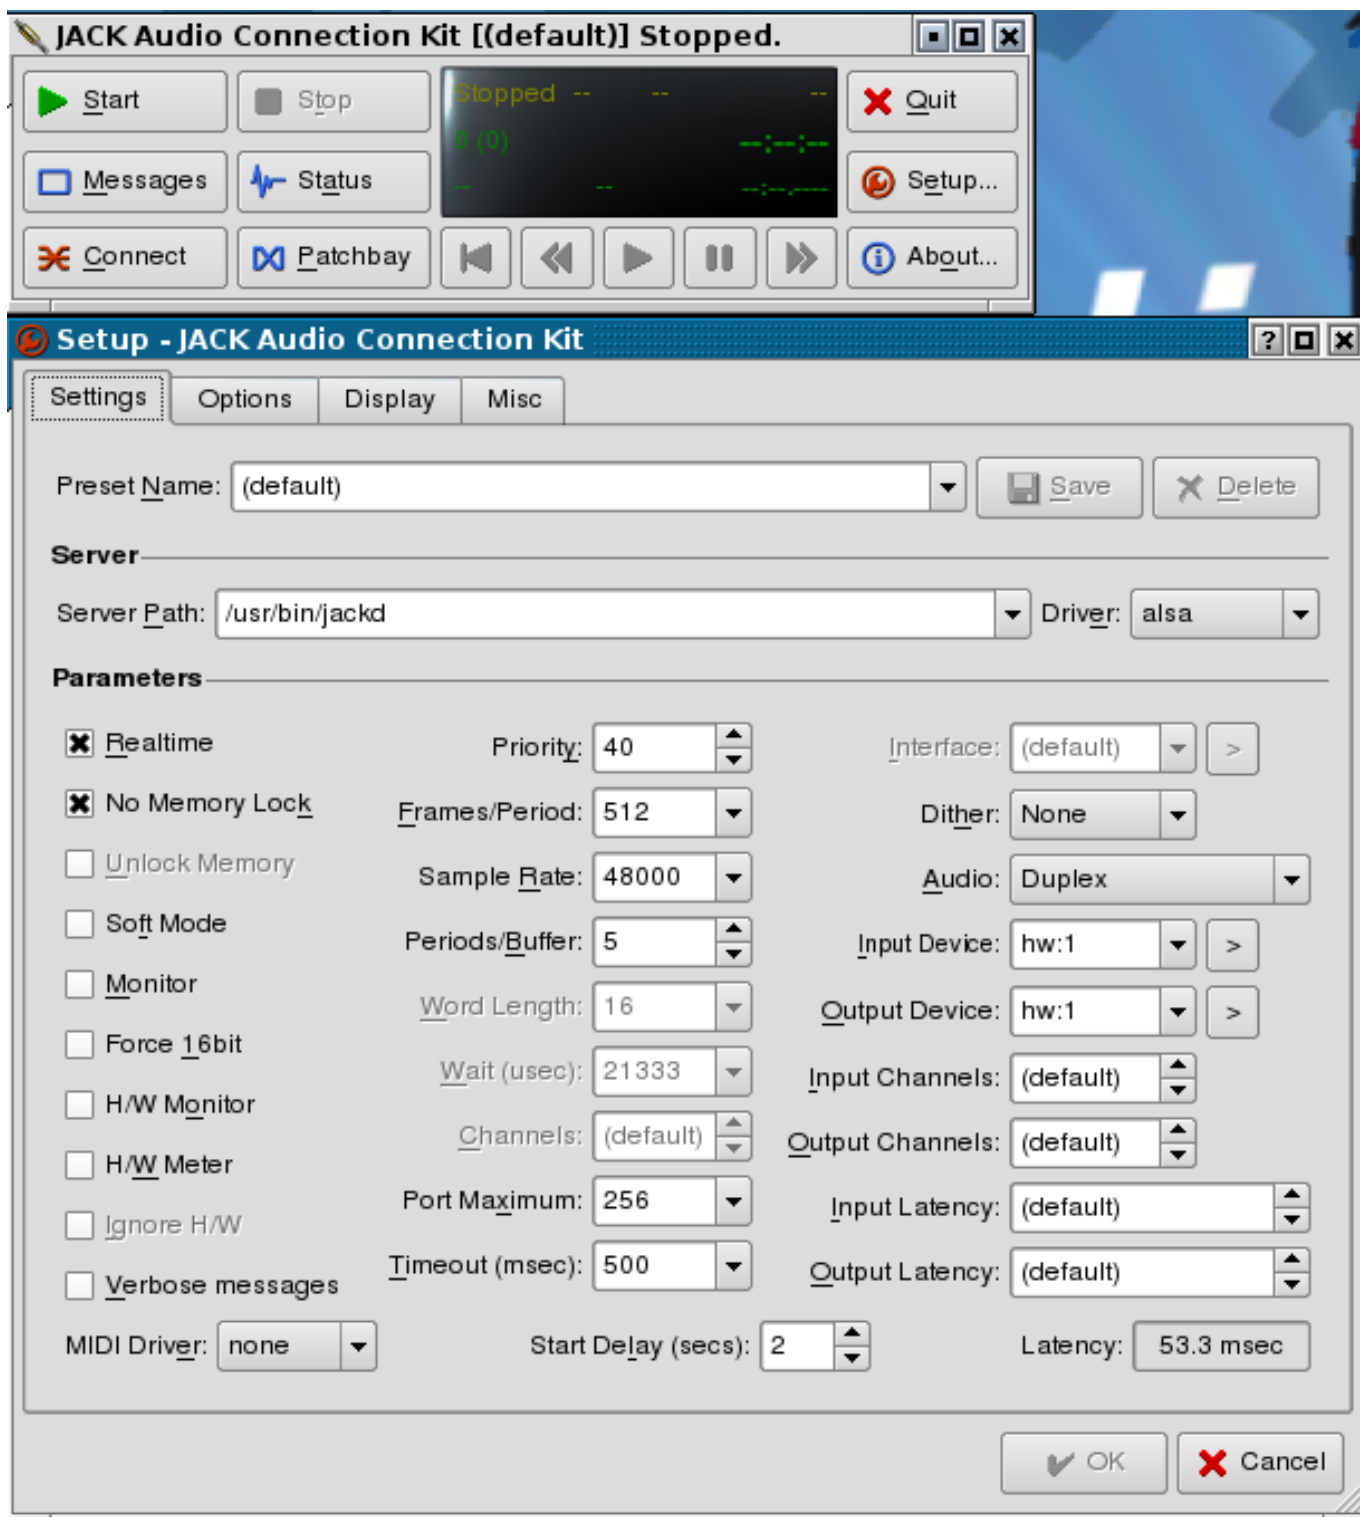 JACK Audio Connection Kit [(default)] Stopped.
Start
Stop
Stopped -- -- --
Quit
0 (0) --:--:--
Messages
Status
-- -- --:--.----
Setup...
Connect
Patchbay
About...
Setup - JACK Audio Connection Kit
?
Settings
Options
Display
Misc
Preset Name: (default)
Save
Delete
Server
Server Path: /usr/bin/jackd
Driver: alsa
Parameters
Realtime
Priority: 40
Interface: (default) >
No Memory Lock
Frames/Period: 512
Dither: None
Unlock Memory
Sample Rate: 48000
Audio: Duplex
Soft Mode
Periods/Buffer: 5
Input Device: hw:1 >
Monitor
Word Length: 16
Output Device: hw:1 >
Force 16bit
Wait (usec): 21333
Input Channels: (default)
H/W Monitor
Channels: (default)
Output Channels: (default)
H/W Meter
Port Maximum: 256
Input Latency: (default)
Ignore H/W
Timeout (msec): 500
Output Latency: (default)
Verbose messages
MIDI Driver: none
Start Delay (secs): 2
Latency: 53.3 msec
OK
Cancel